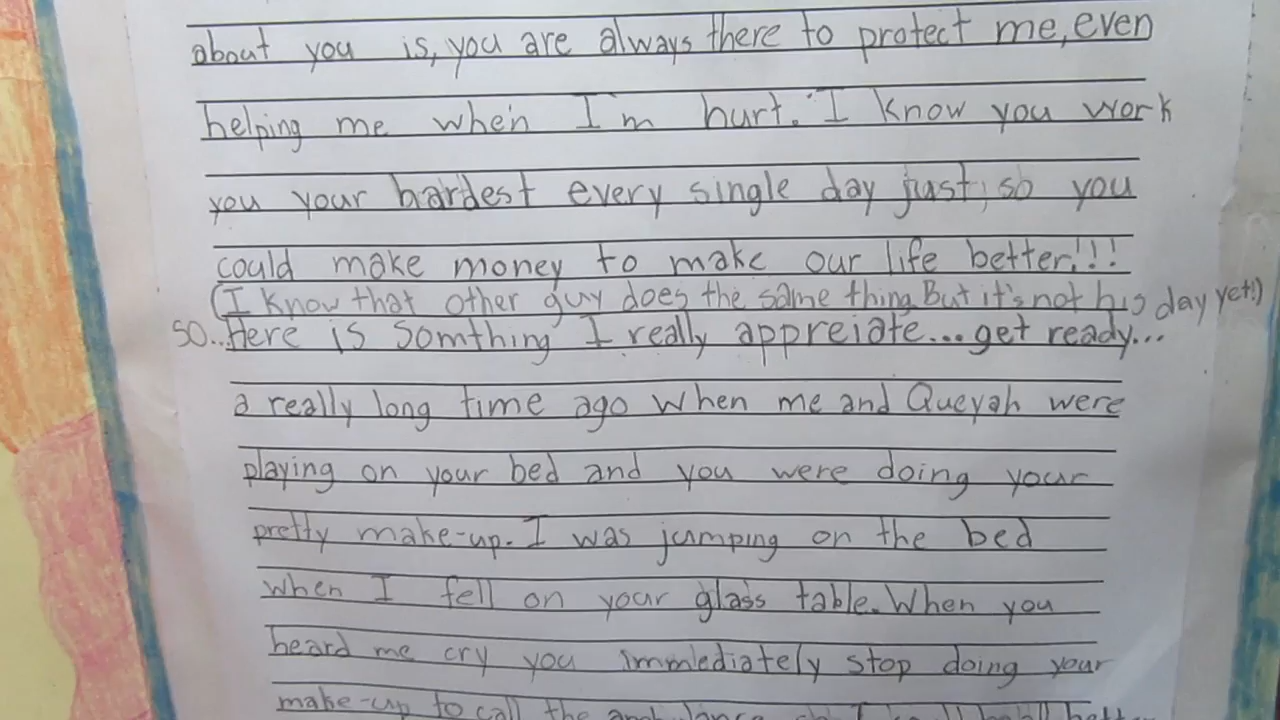 about you is, you are always there to protect me, even
helping me when I'm hurt. I know you work
you your hardest every single day just, so you
could make money to make our life better!!!
(I know that other guy does the same thing But it's not his day yet!)
so... Here is somthing I really appreiate... get ready...
a really long time ago when me and Queyah were
playing on your bed and you were doing your
pretty make-up. I was jumping on the bed
when I fell on your glass table. When you
heard me cry you immediately stop doing your
make-up to call the